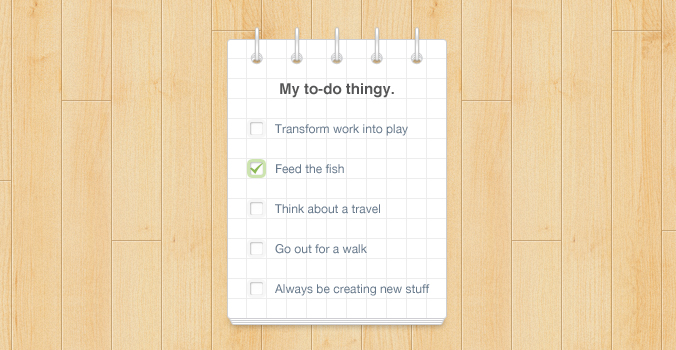 My to-do thingy.
Transform work into play
Feed the fish
Think about a travel
Go out for a walk
Always be creating new stuff